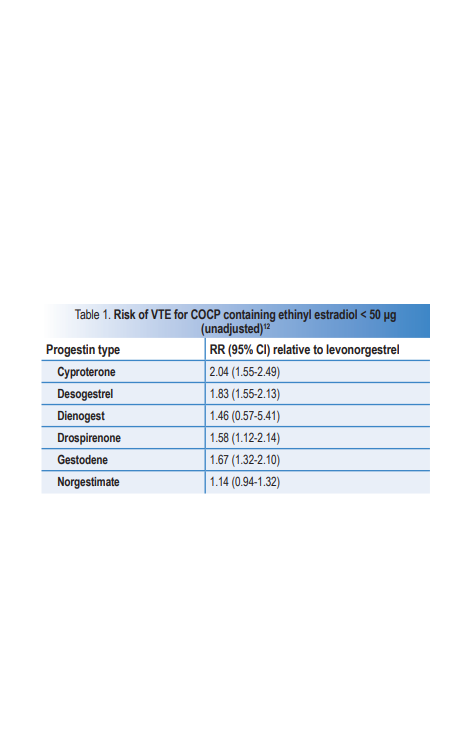 Table 1. Risk of VTE for COCP containing ethinyl estradiol < 50 µg
(unadjusted)¹²
Progestin type RR (95% CI) relative to levonorgestrel
Cyproterone 2.04 (1.55-2.49)
Desogestrel 1.83 (1.55-2.13)
Dienogest 1.46 (0.57-5.41)
Drospirenone 1.58 (1.12-2.14)
Gestodene 1.67 (1.32-2.10)
Norgestimate 1.14 (0.94-1.32)